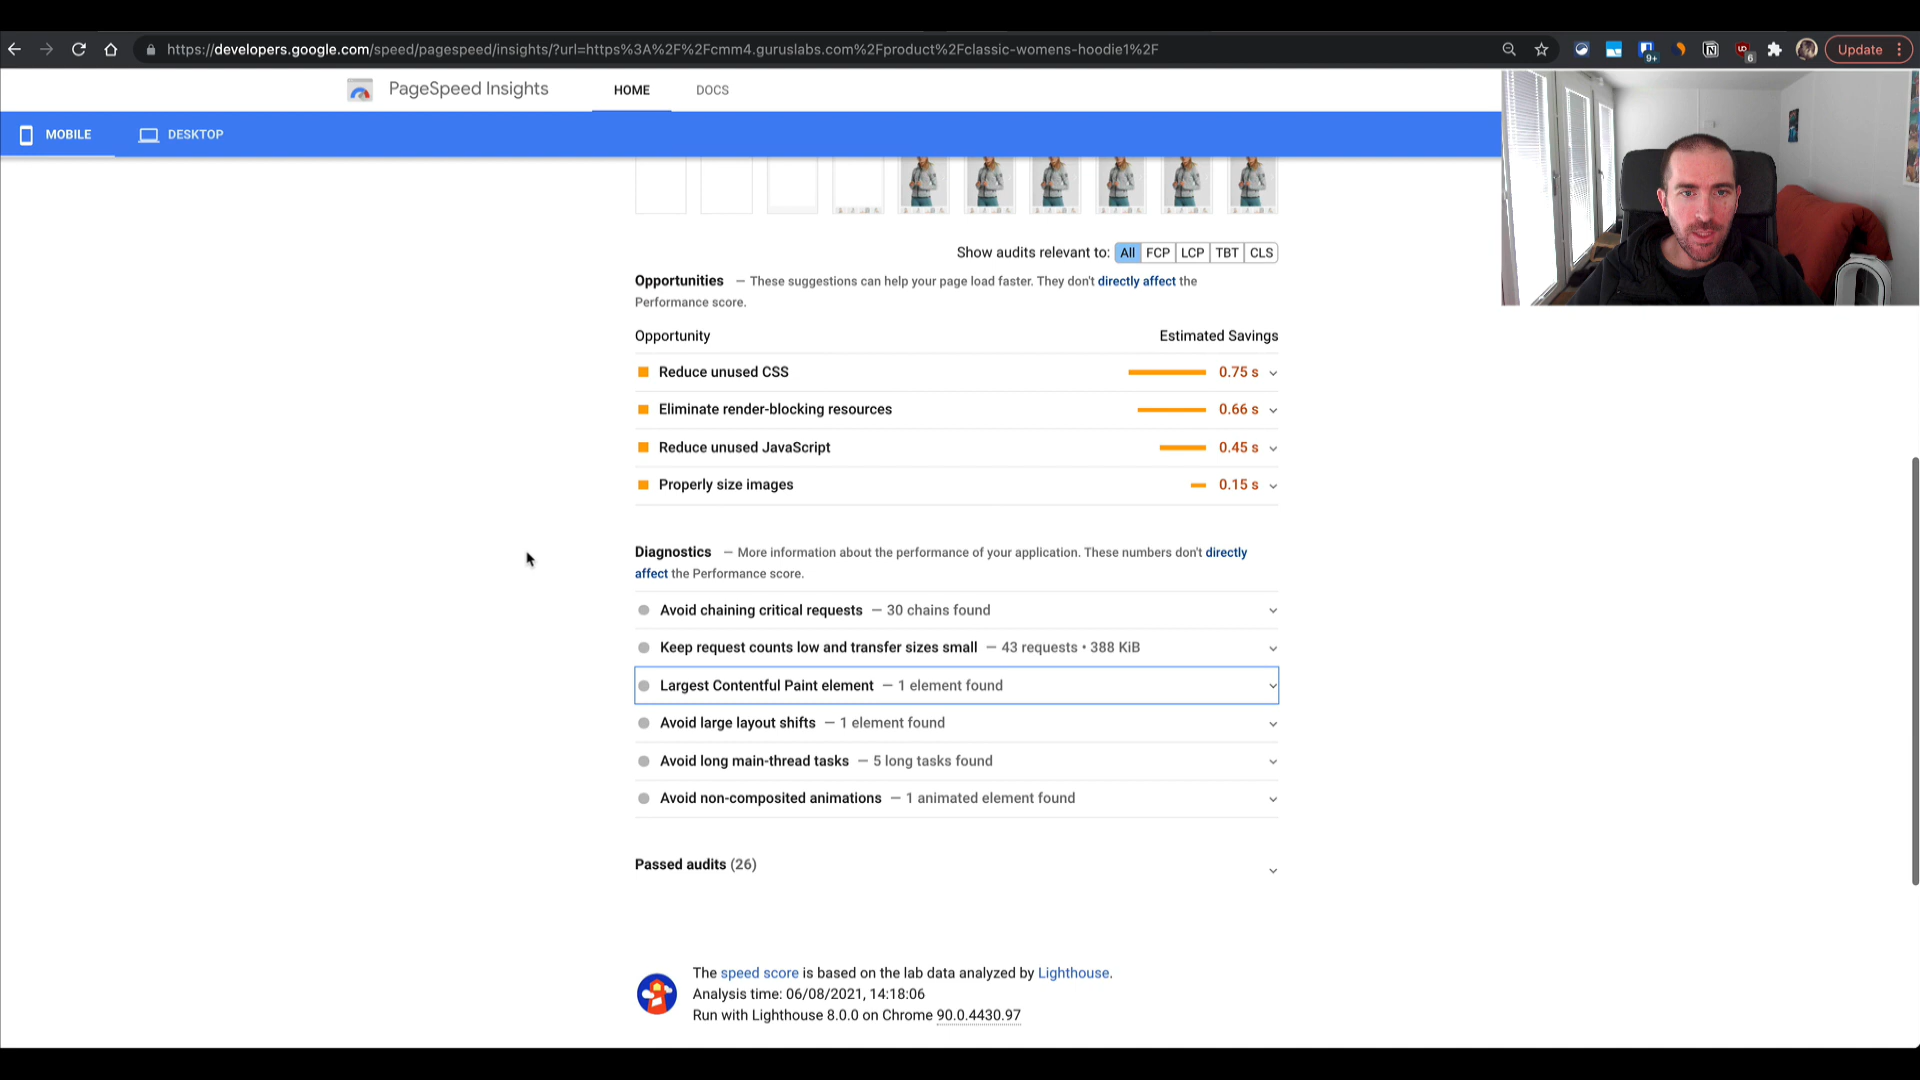 https://developers.google.com/speed/pagespeed/insights/?url=https%3A%2F%2Fcmm4.guruslabs.com%2Fproduct%2Fclassic-womens-hoodie1%2F
9+
6
Update
PageSpeed Insights
HOME
DOCS
MOBILE
DESKTOP
Show audits relevant to: All FCP LCP TBT CLS
Opportunities — These suggestions can help your page load faster. They don't directly affect the
Performance score.
Opportunity Estimated Savings
Reduce unused CSS 0.75 s
Eliminate render-blocking resources 0.66 s
Reduce unused JavaScript 0.45 s
Properly size images 0.15 s
Diagnostics — More information about the performance of your application. These numbers don't directly
affect the Performance score.
Avoid chaining critical requests — 30 chains found
Keep request counts low and transfer sizes small — 43 requests • 388 KiB
Largest Contentful Paint element — 1 element found
Avoid large layout shifts — 1 element found
Avoid long main-thread tasks — 5 long tasks found
Avoid non-composited animations — 1 animated element found
Passed audits (26)
The speed score is based on the lab data analyzed by Lighthouse.
Analysis time: 06/08/2021, 14:18:06
Run with Lighthouse 8.0.0 on Chrome 90.0.4430.97